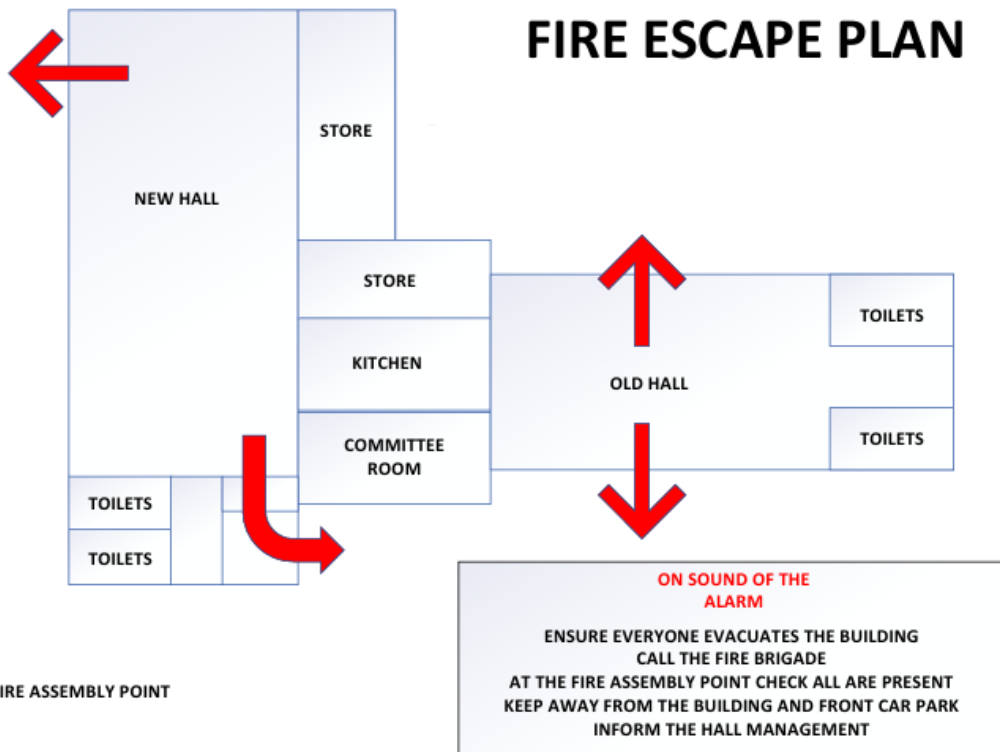 FIRE ESCAPE PLAN
STORE
NEW HALL
STORE
TOILETS
KITCHEN
OLD HALL
COMMITTEE
ROOM
TOILETS
TOILETS
TOILETS
ON SOUND OF THE
ALARM
ENSURE EVERYONE EVACUATES THE BUILDING
CALL THE FIRE BRIGADE
AT THE FIRE ASSEMBLY POINT CHECK ALL ARE PRESENT
KEEP AWAY FROM THE BUILDING AND FRONT CAR PARK
INFORM THE HALL MANAGEMENT
IRE ASSEMBLY POINT